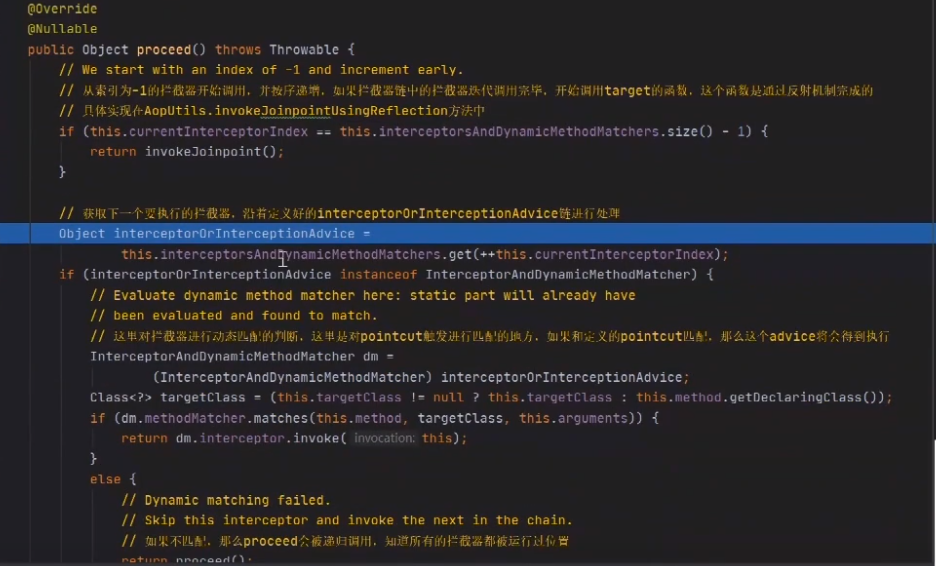 @Override
@Nullable
public Object proceed() throws Throwable {
// We start with an index of -1 and increment early.
// 从索引为-1的拦截器开始调用，并按序递增，如果拦截器链中的拦截器迭代调用完毕，开始调用target的函数，这个函数是通过反射机制完成的
// 具体实现在AopUtils.invokeJoinpointUsingReflection方法中
if (this.currentInterceptorIndex == this.interceptorsAndDynamicMethodMatchers.size() - 1) {
return invokeJoinpoint();
}
// 获取下一个要执行的拦截器，沿着定义好的interceptorOrInterceptionAdvice链进行处理
Object interceptorOrInterceptionAdvice =
this.interceptorsAndDynamicMethodMatchers.get(++this.currentInterceptorIndex);
if (interceptorOrInterceptionAdvice instanceof InterceptorAndDynamicMethodMatcher) {
// Evaluate dynamic method matcher here: static part will already have
// been evaluated and found to match.
// 这里对拦截器进行动态匹配的判断，这里是对pointcut触发进行匹配的地方，如果和定义的pointcut匹配，那么这个advice将会得到执行
InterceptorAndDynamicMethodMatcher dm =
(InterceptorAndDynamicMethodMatcher) interceptorOrInterceptionAdvice;
Class<?> targetClass = (this.targetClass != null ? this.targetClass : this.method.getDeclaringClass());
if (dm.methodMatcher.matches(this.method, targetClass, this.arguments)) {
return dm.interceptor.invoke( invocation: this);
}
else {
// Dynamic matching failed.
// Skip this interceptor and invoke the next in the chain.
// 如果不匹配，那么proceed会被递归调用，知道所有的拦截器都被运行过位置
return proceed();